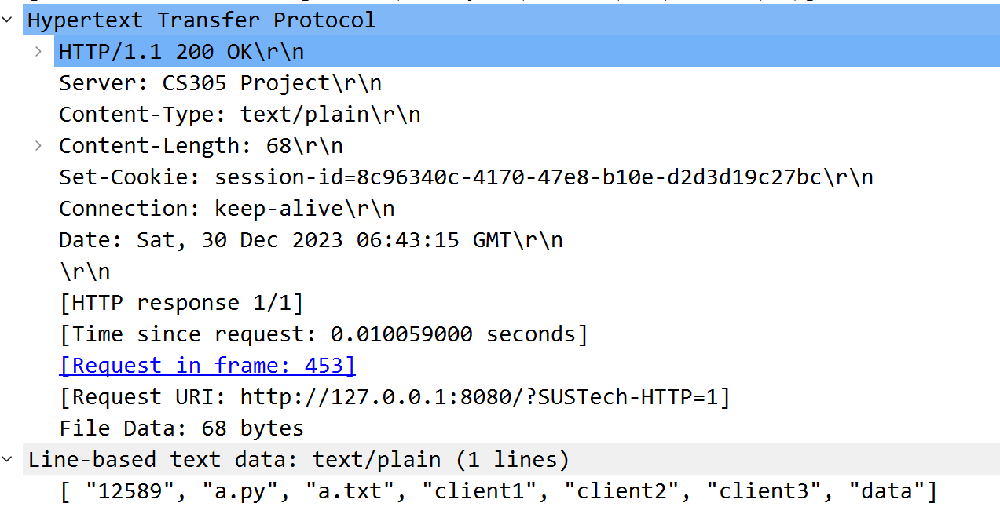 Hypertext Transfer Protocol
HTTP/1.1 200 OK\r\n
Server: CS305 Project\r\n
Content-Type: text/plain\r\n
Content-Length: 68\r\n
Set-Cookie: session-id=8c96340c-4170-47e8-b10e-d2d3d19c27bc\r\n
Connection: keep-alive\r\n
Date: Sat, 30 Dec 2023 06:43:15 GMT\r\n
\r\n
[HTTP response 1/1]
[Time since request: 0.010059000 seconds]
[Request in frame: 453]
[Request URI: http://127.0.0.1:8080/?SUSTech-HTTP=1]
File Data: 68 bytes
Line-based text data: text/plain (1 lines)
[ "12589", "a.py", "a.txt", "client1", "client2", "client3", "data"]